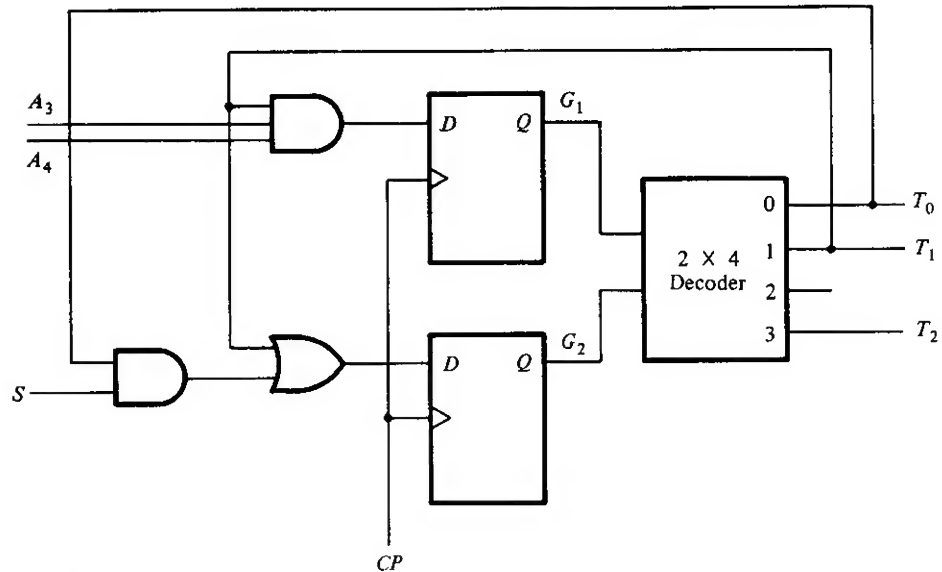 A3
A4
D Q
G1
0 T0
1 T1
2 × 4
Decoder
2
3 T2
S
D Q
G2
CP